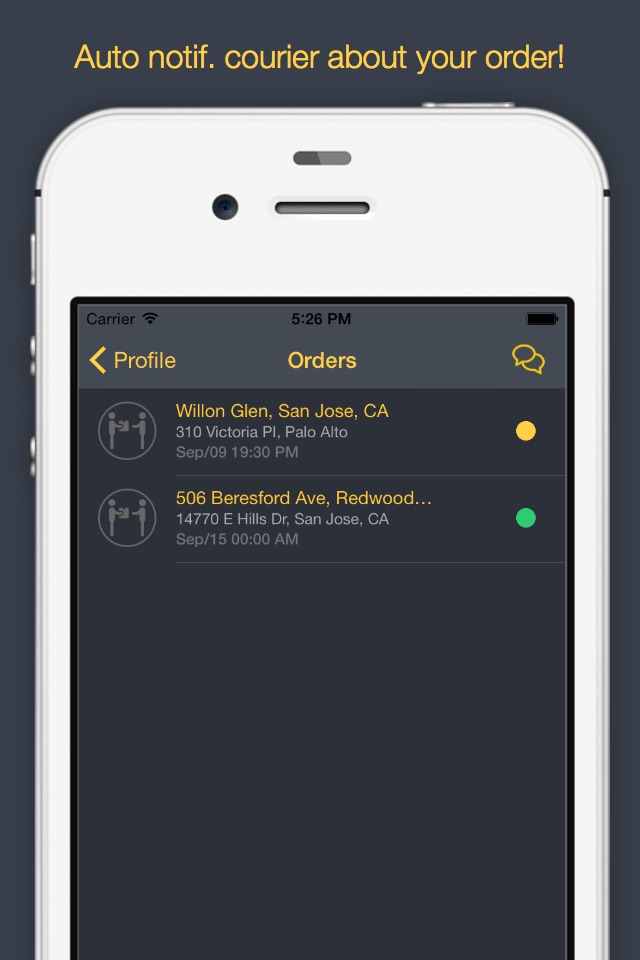 Auto notif. courier about your order!
Carrier 5:26 PM
Profile Orders
Willon Glen, San Jose, CA
310 Victoria Pl, Palo Alto
Sep/09 19:30 PM
506 Beresford Ave, Redwood…
14770 E Hills Dr, San Jose, CA
Sep/15 00:00 AM